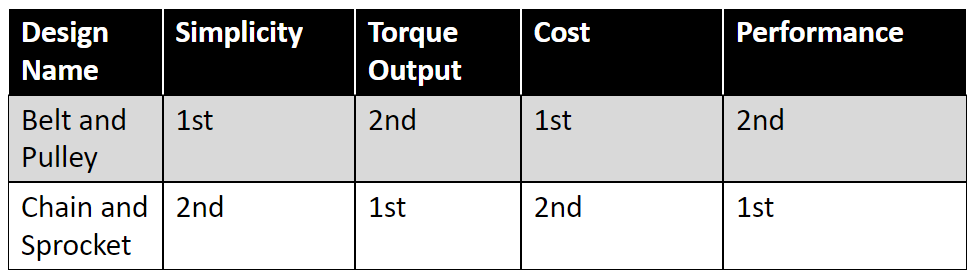 Design Name Simplicity Torque Output Cost Performance
Belt and Pulley 1st 2nd 1st 2nd
Chain and Sprocket 2nd 1st 2nd 1st